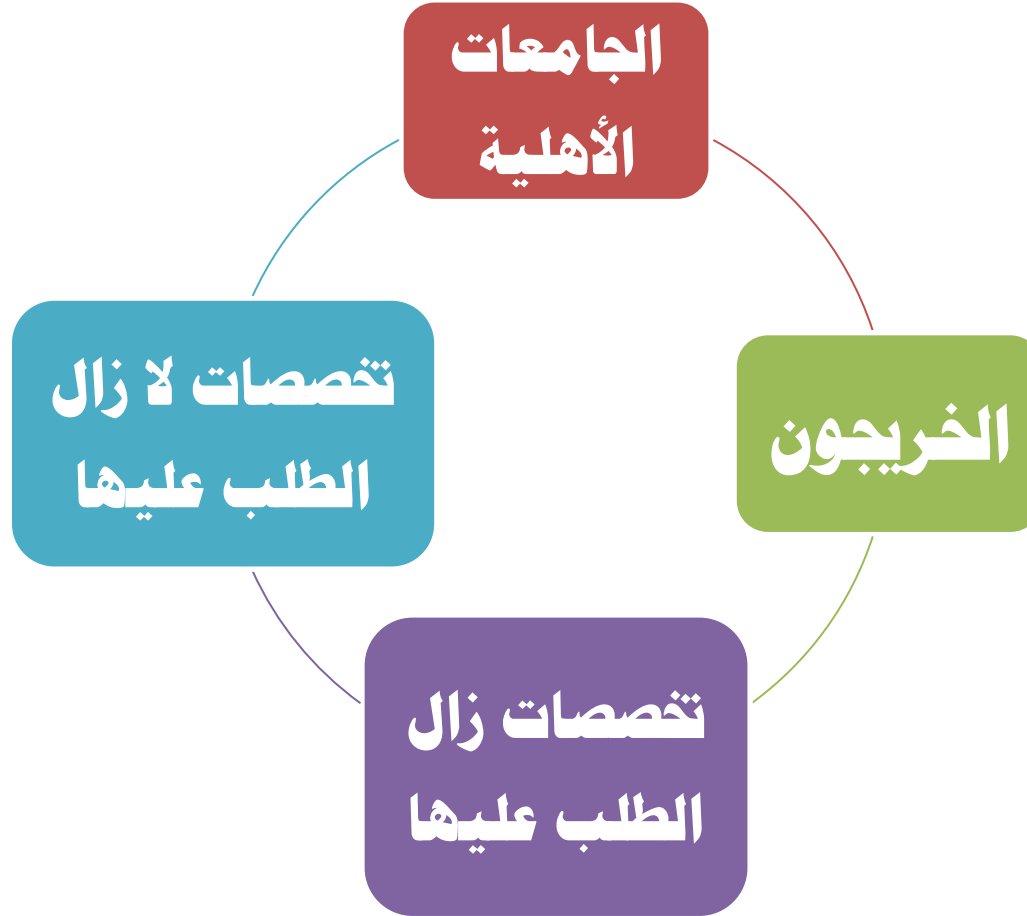 الجامعات
الأهلية
الخريجون
تخصصات زال
الطلب عليها
تخصصات لا زال
الطلب عليها